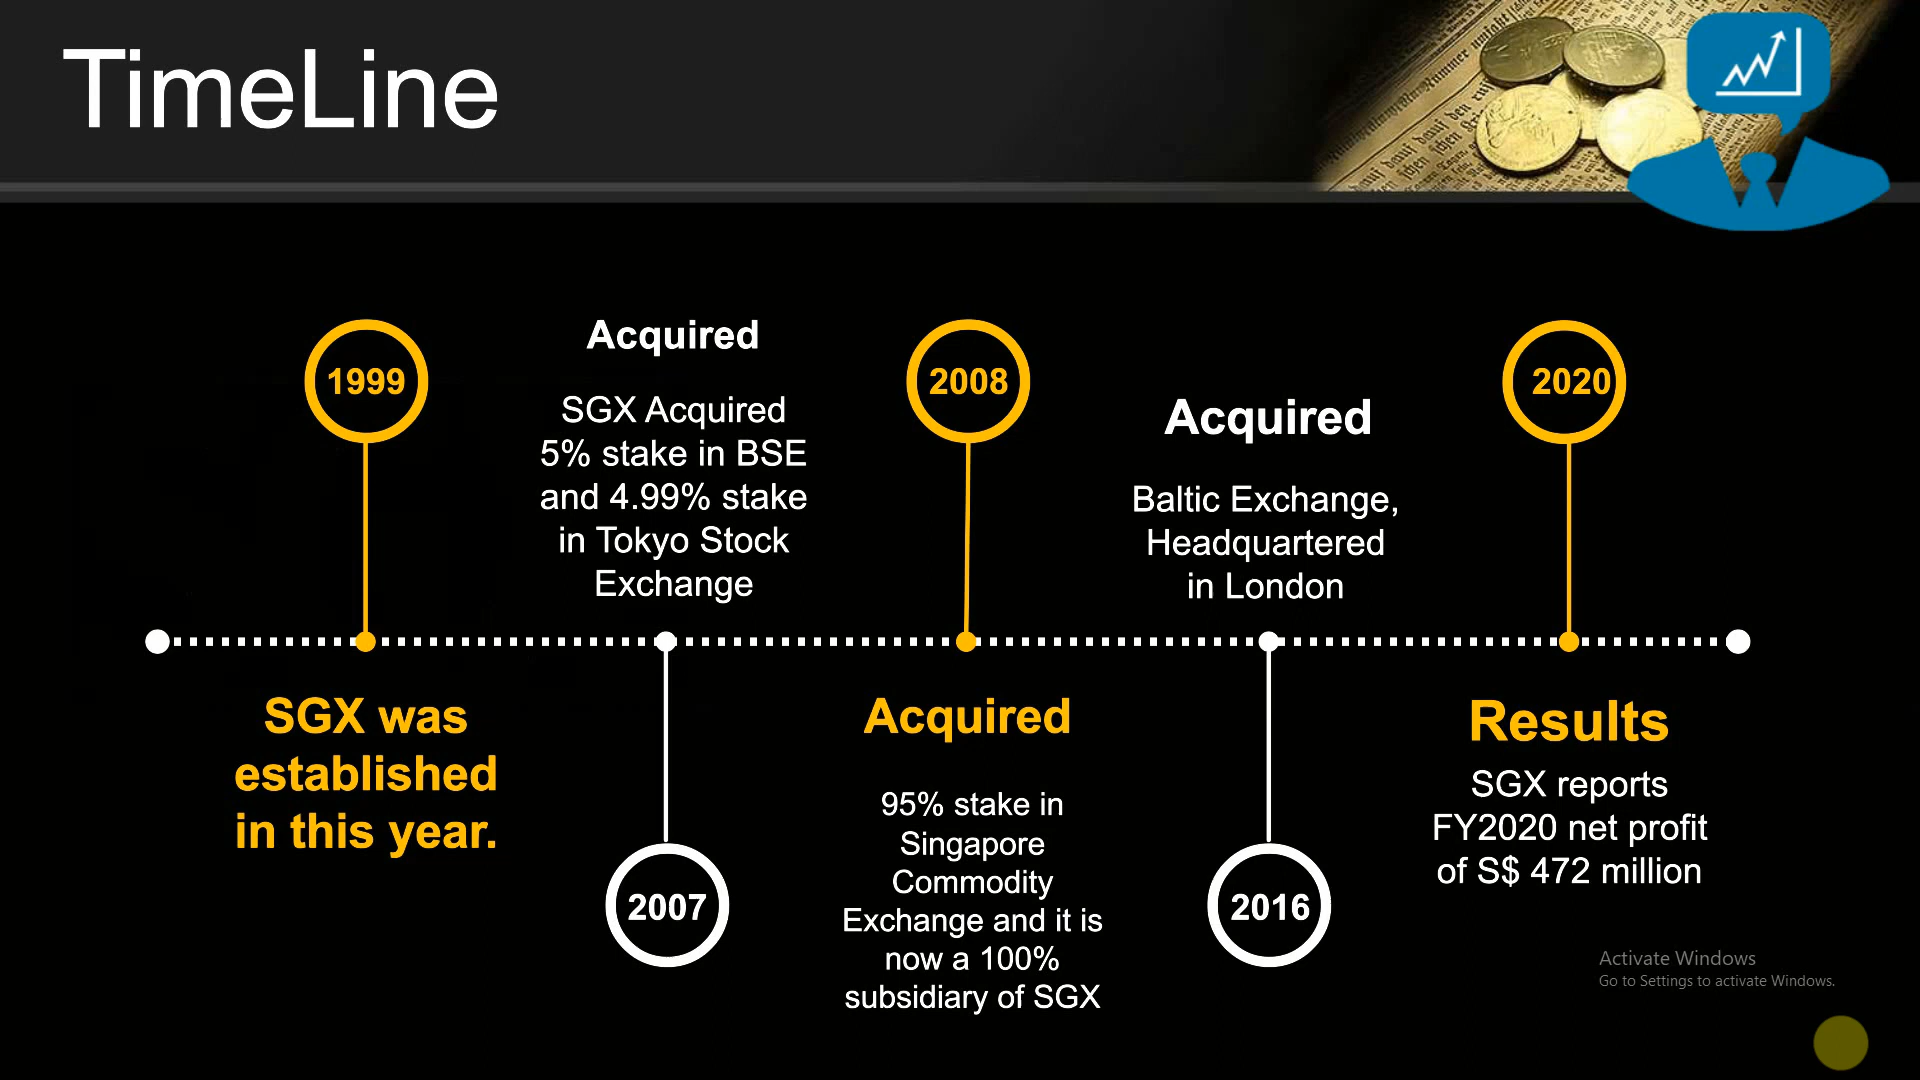 TimeLine
1999
SGX was
established
in this year.
Acquired
SGX Acquired
5% stake in BSE
and 4.99% stake
in Tokyo Stock
Exchange
2007
2008
Acquired
95% stake in
Singapore
Commodity
Exchange and it is
now a 100%
subsidiary of SGX
Acquired
Baltic Exchange,
Headquartered
in London
2016
2020
Results
SGX reports
FY2020 net profit
of S$ 472 million
Activate Windows
Go to Settings to activate Windows.